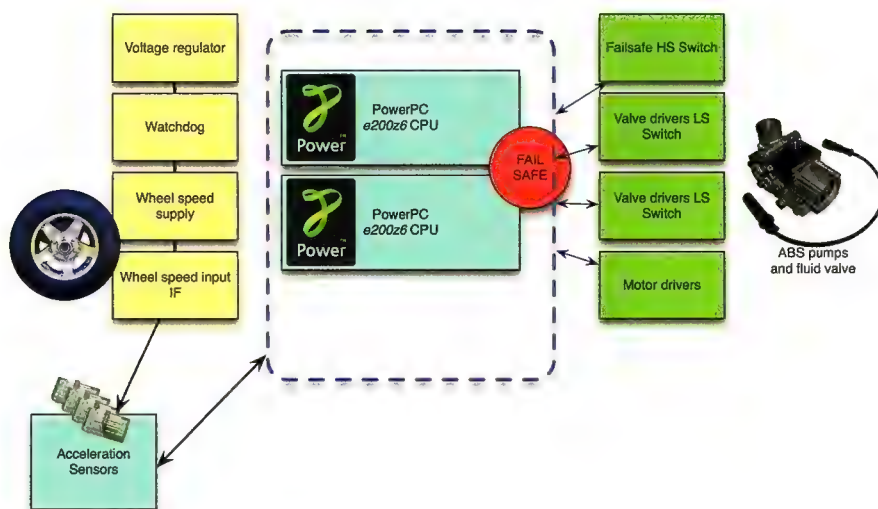 Voltage regulator
Watchdog
Wheel speed
supply
Wheel speed input
IF
Acceleration
Sensors
PowerPC
e200z6 CPU
Power™
PowerPC
e200z6 CPU
Power™
FAIL
SAFE
Failsafe HS Switch
Valve drivers LS
Switch
Valve drivers LS
Switch
Motor drivers
ABS pumps
and fluid valve